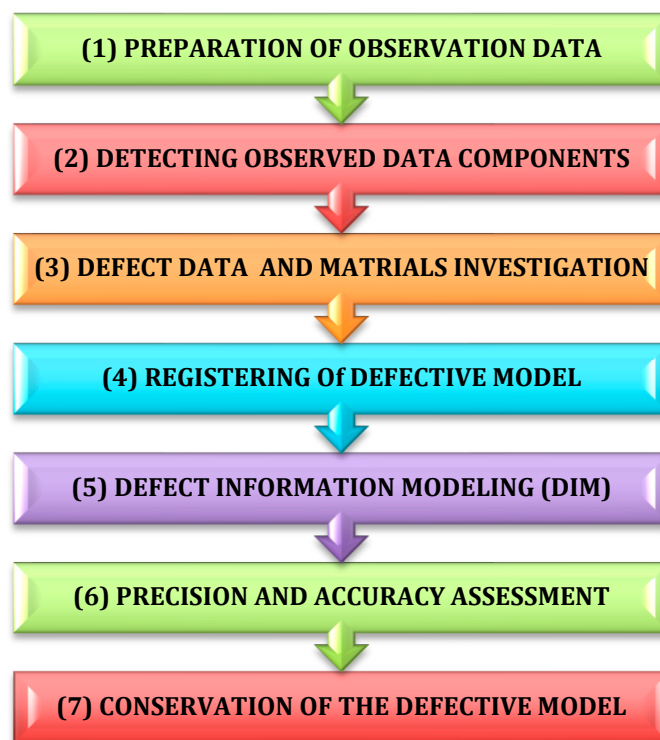 (1) PREPARATION OF OBSERVATION DATA
(2) DETECTING OBSERVED DATA COMPONENTS
(3) DEFECT DATA AND MATRIALS INVESTIGATION
(4) REGISTERING Of DEFECTIVE MODEL
(5) DEFECT INFORMATION MODELING (DIM)
(6) PRECISION AND ACCURACY ASSESSMENT
(7) CONSERVATION OF THE DEFECTIVE MODEL